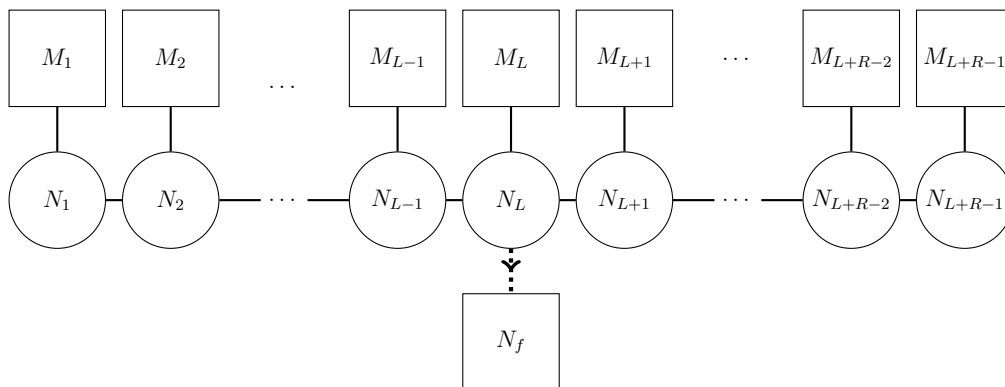 M_1 M_2 ... M_{L-1} M_L M_{L+1} ... M_{L+R-2} M_{L+R-1}
N_1 N_2 ... N_{L-1} N_L N_{L+1} ... N_{L+R-2} N_{L+R-1}
N_f